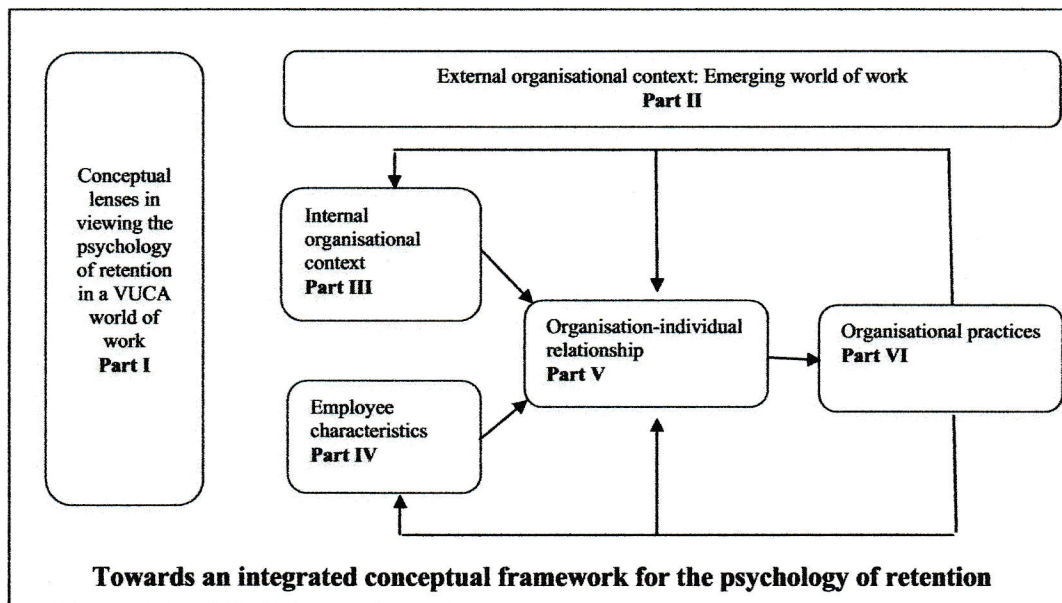 External organisational context: Emerging world of work
Part II
Conceptual
lenses in
viewing the
psychology
of retention
in a VUCA
world of
work
Part I
Internal
organisational
context
Part III
Organisation-individual
relationship
Part V
Organisational practices
Part VI
Employee
characteristics
Part IV
Towards an integrated conceptual framework for the psychology of retention